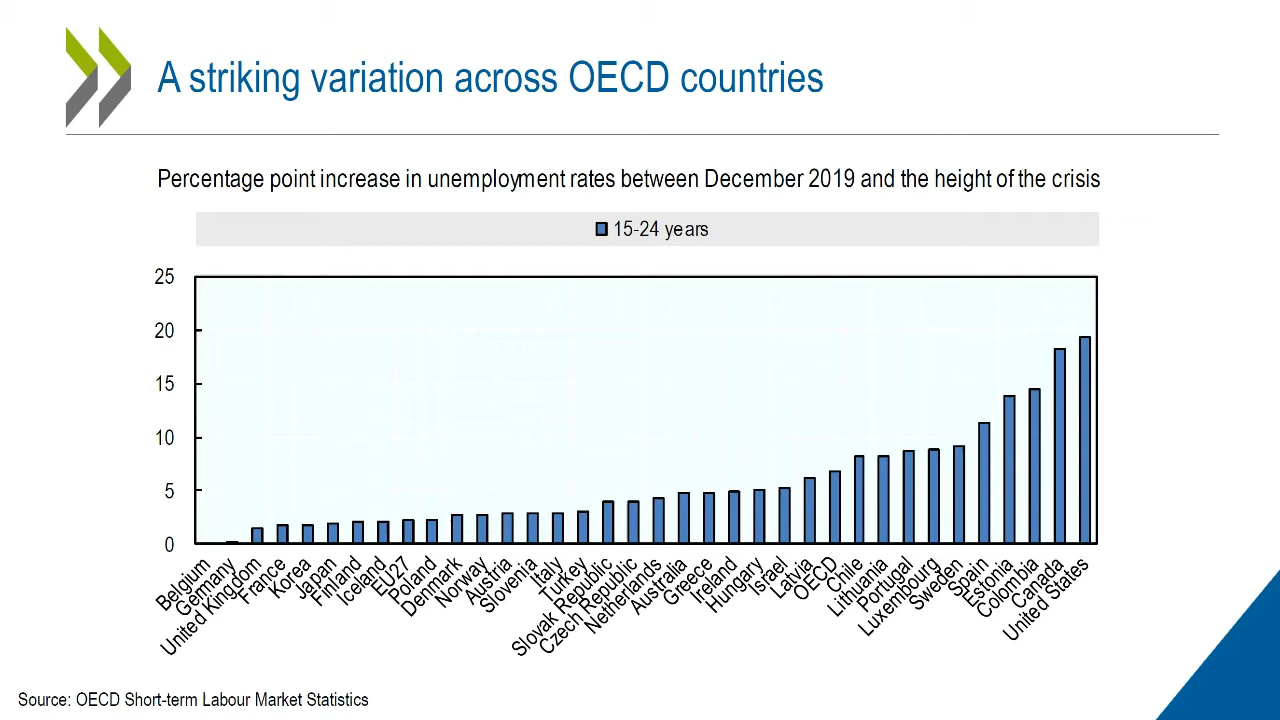 A striking variation across OECD countries
Percentage point increase in unemployment rates between December 2019 and the height of the crisis
15-24 years
25
20
15
10
5
0
Belgium
Germany
United Kingdom
France
Korea
Japan
Finland
Iceland
EU27
Poland
Denmark
Norway
Austria
Slovenia
Italy
Turkey
Slovak Republic
Czech Republic
Netherlands
Australia
Greece
Ireland
Hungary
Israel
Latvia
OECD
Chile
Lithuania
Portugal
Luxembourg
Sweden
Spain
Estonia
Colombia
Canada
United States
Source: OECD Short-term Labour Market Statistics